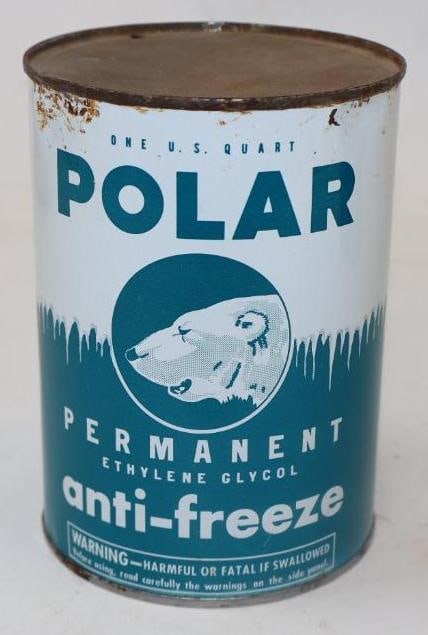 ONE U.S. QUART
POLAR
PERMANENT
ETHYLENE GLYCOL
anti-freeze
WARNING—HARMFUL OR FATAL IF SWALLOWED
Before using, read carefully the warnings on the side panel.